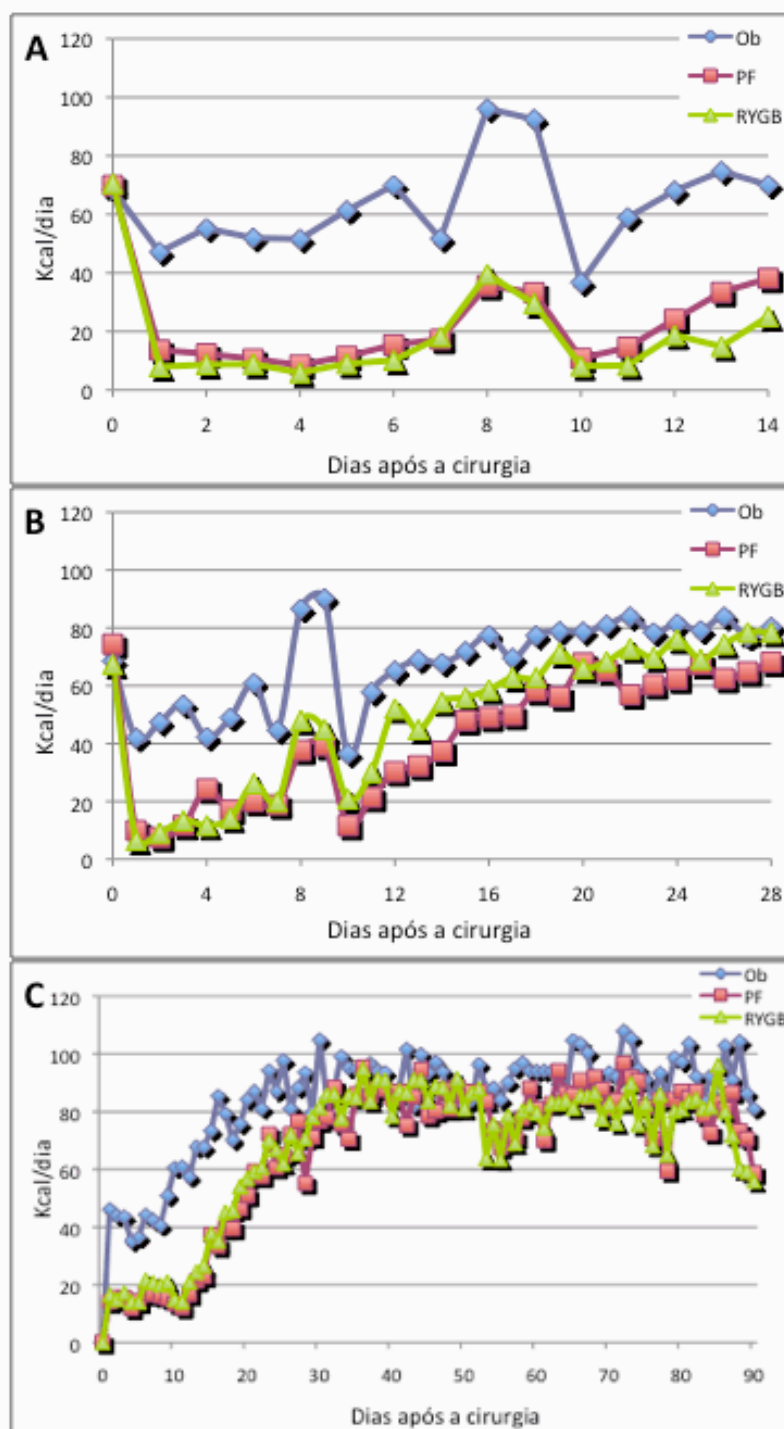 A
120
100
80
60
40
20
0
Kcal/dia
Ob
PF
RYGB
0 2 4 6 8 10 12 14
Dias após a cirurgia
B
120
100
80
60
40
20
0
Kcal/dia
Ob
PF
RYGB
0 4 8 12 16 20 24 28
Dias após a cirurgia
C
120
100
80
60
40
20
0
Kcal/dia
Ob
PF
RYGB
0 10 20 30 40 50 60 70 80 90
Dias após a cirurgia